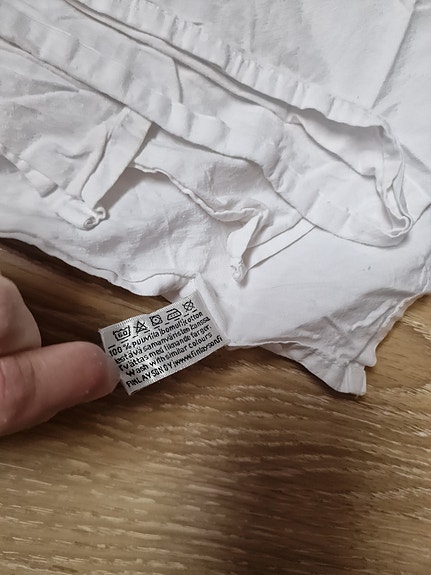 60
100 % puuvilla|bomull|cotton
Pestävä samanväristen kanssa.
Tvättas med liknande färger.
Wash with similar colours.
FINLAYSON OY|www.finlayson.fi